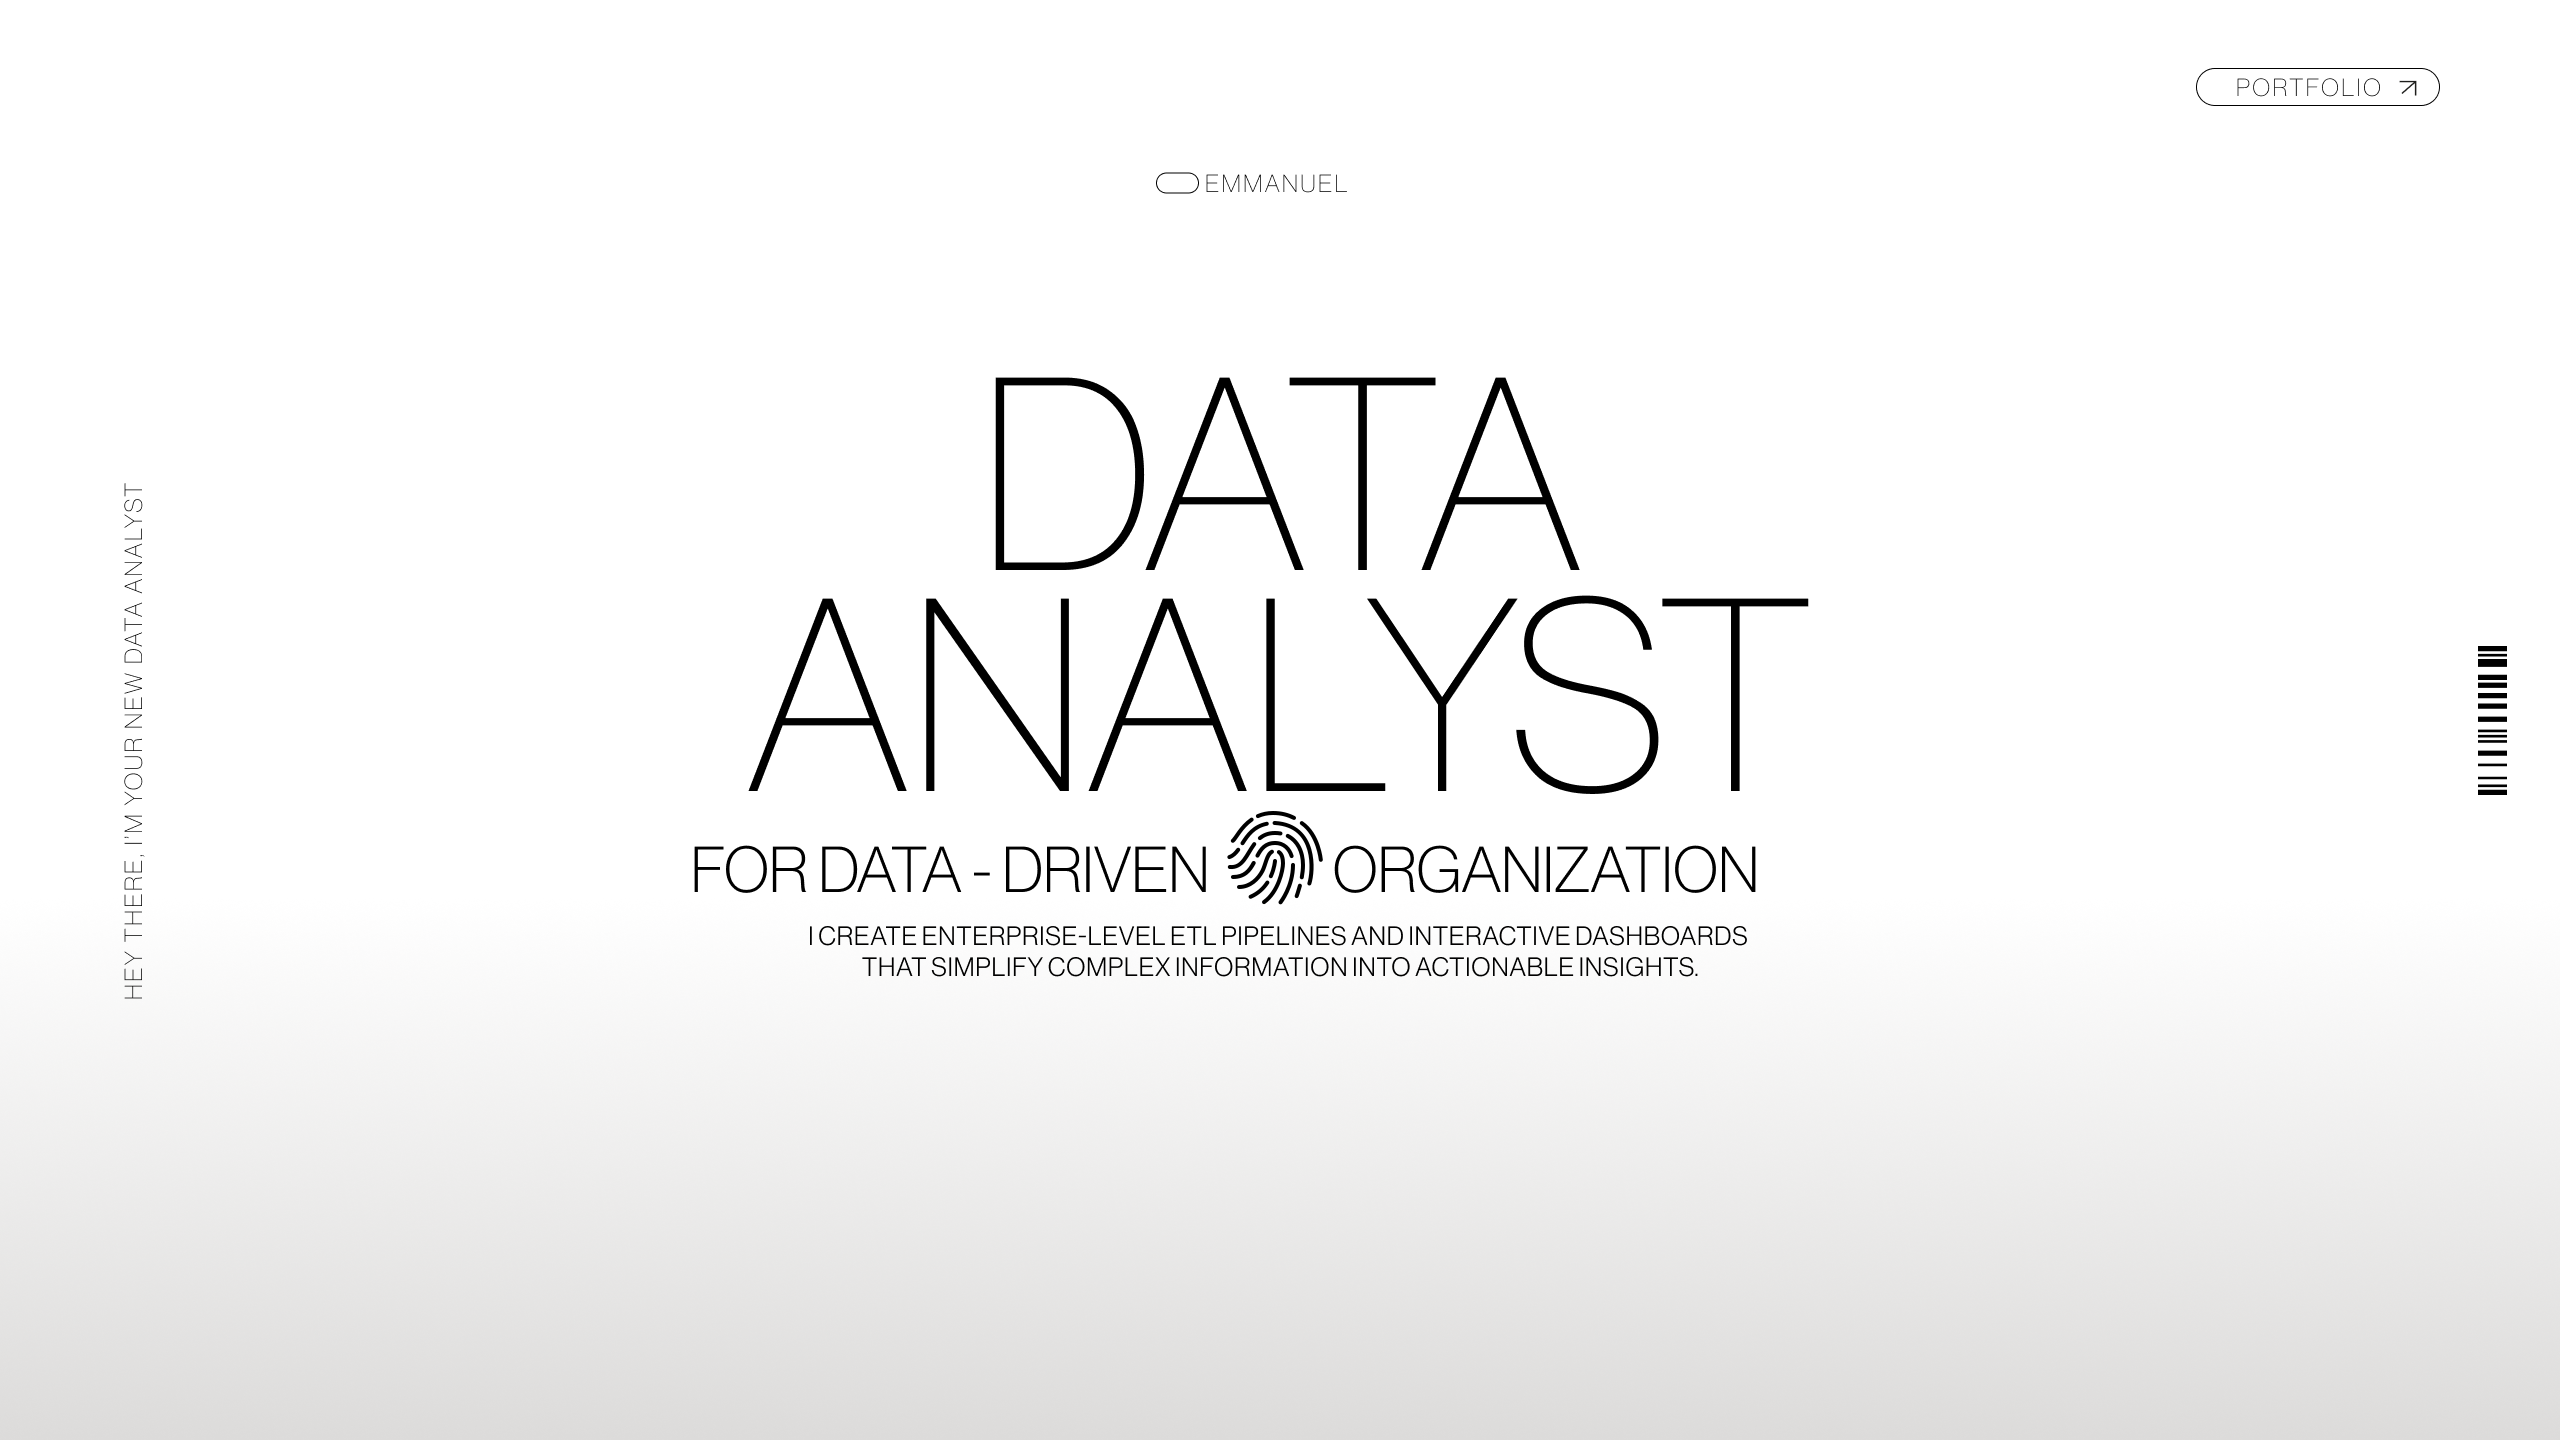 PORTFOLIO
EMMANUEL
DATA
ANALYST
FOR DATA - DRIVEN ORGANIZATION
I CREATE ENTERPRISE-LEVEL ETL PIPELINES AND INTERACTIVE DASHBOARDS
THAT SIMPLIFY COMPLEX INFORMATION INTO ACTIONABLE INSIGHTS.
HEY THERE, I'M YOUR NEW DATA ANALYST